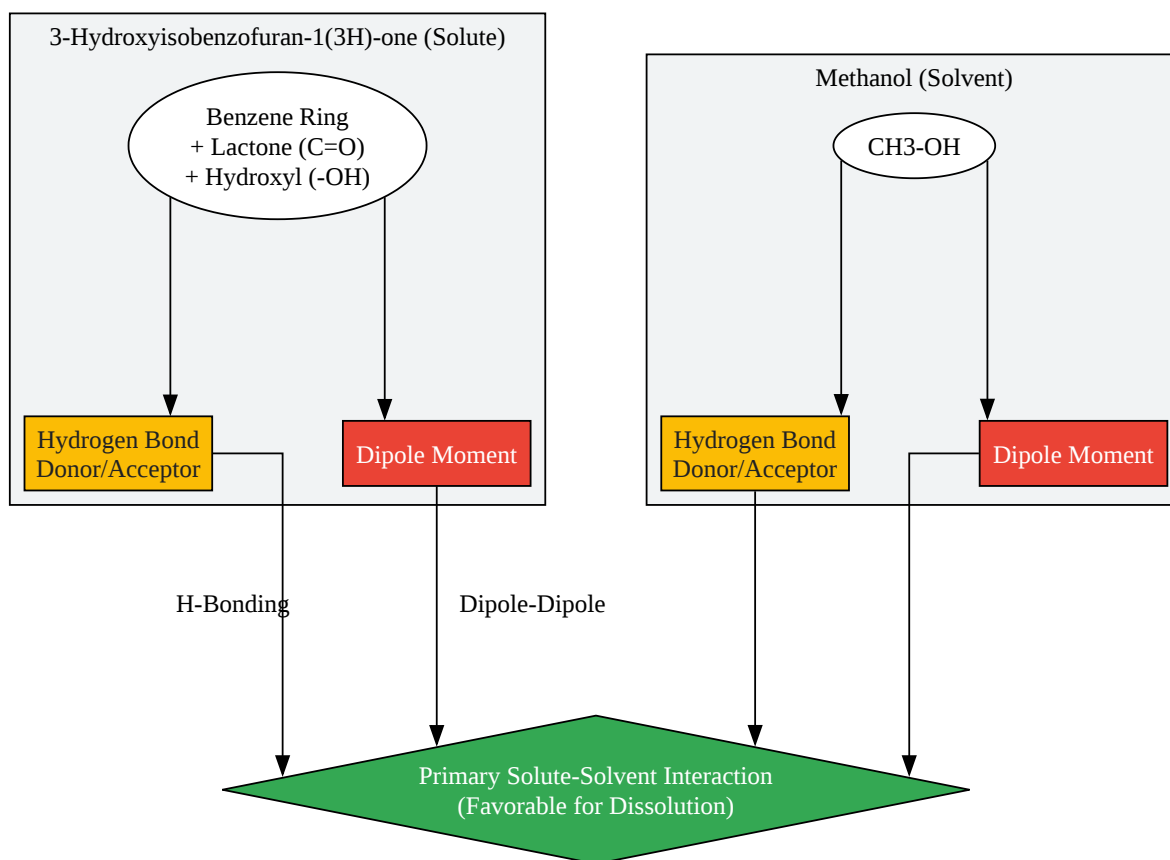 3-Hydroxyisobenzofuran-1(3H)-one (Solute)
Benzene Ring
+ Lactone (C=O)
+ Hydroxyl (-OH)
Hydrogen Bond
Donor/Acceptor
Dipole Moment
Methanol (Solvent)
CH3-OH
Hydrogen Bond
Donor/Acceptor
Dipole Moment
H-Bonding
Dipole-Dipole
Primary Solute-Solvent Interaction
(Favorable for Dissolution)